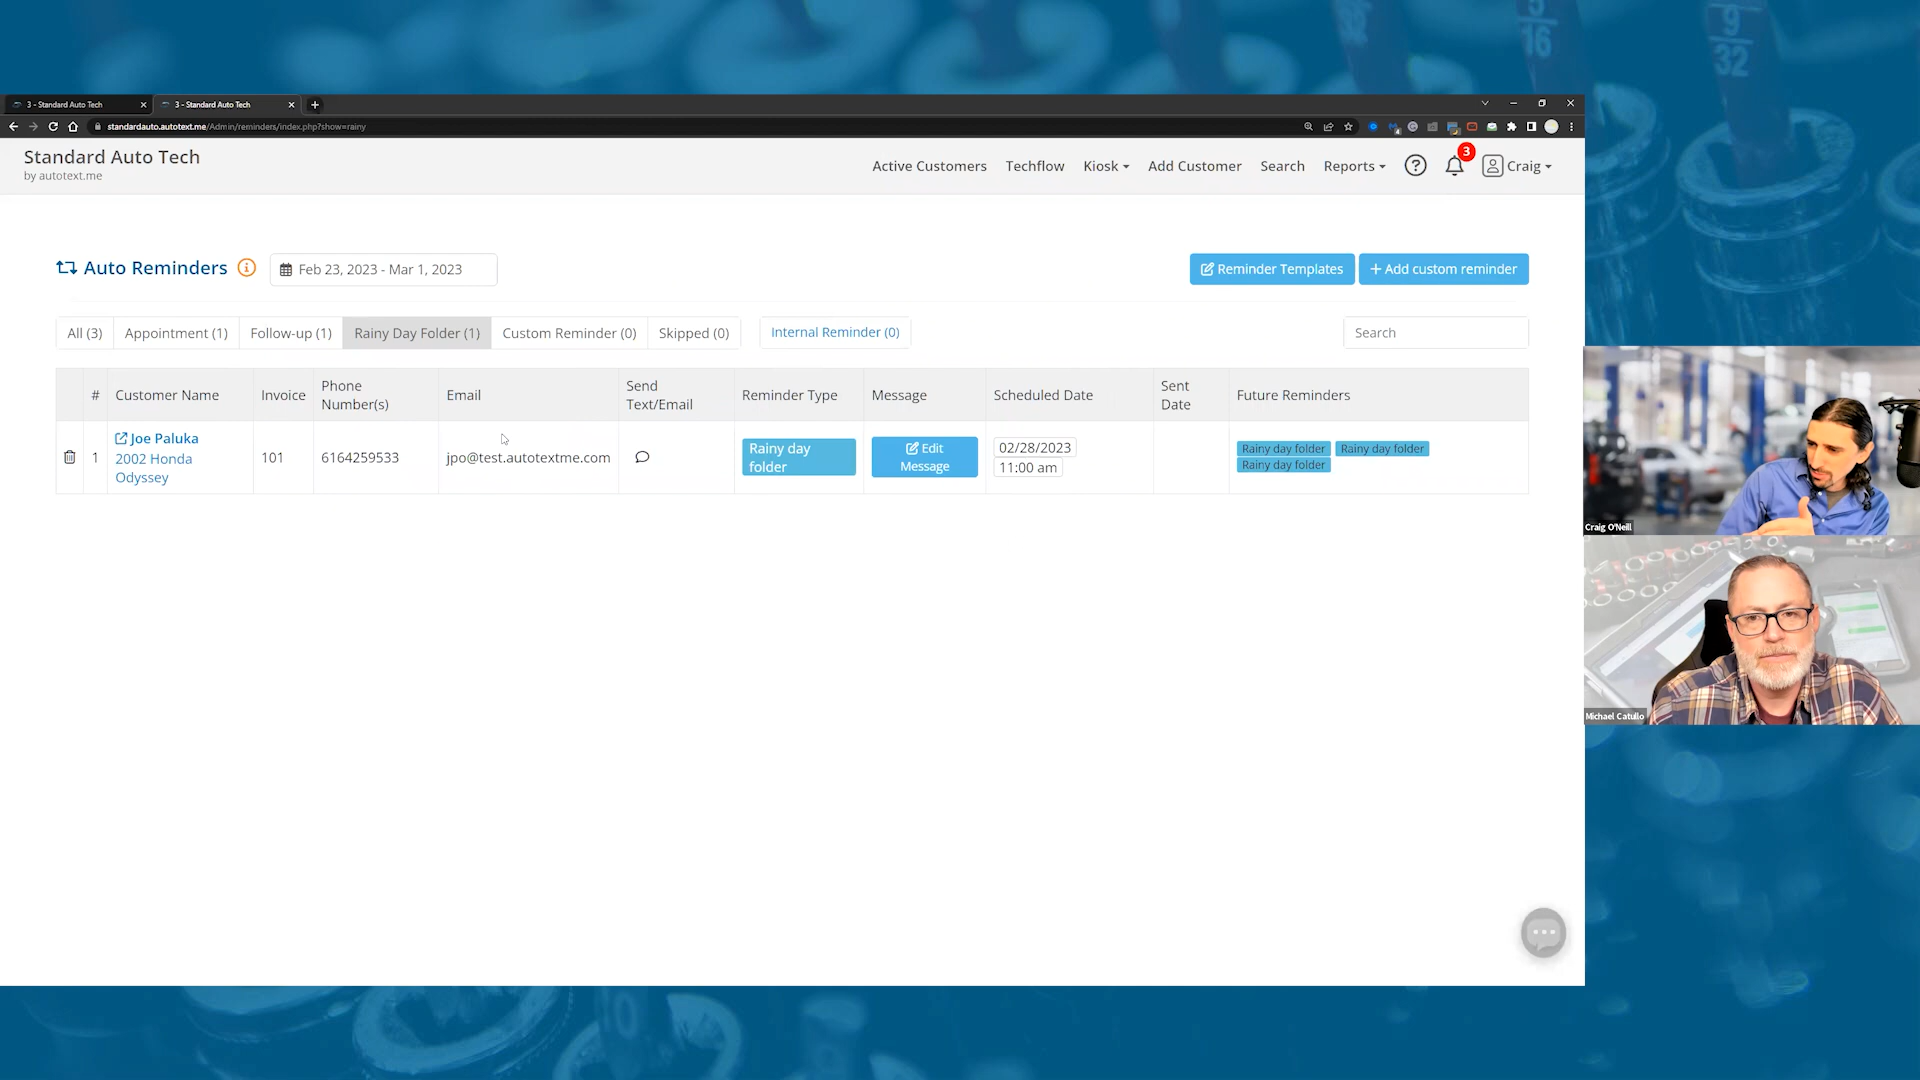 5
16
9
32
32
3 - Standard Auto Tech
3 - Standard Auto Tech
standardauto.autotext.me/Admin/reminders/index.php?show=rainy
Standard Auto Tech
by autotext.me
Active Customers
Techflow
Kiosk
Add Customer
Search
Reports
3
Craig
Auto Reminders
Feb 23, 2023 - Mar 1, 2023
Reminder Templates
+ Add custom reminder
All (3)
Appointment (1)
Follow-up (1)
Rainy Day Folder (1)
Custom Reminder (0)
Skipped (0)
Internal Reminder (0)
Search
#
Customer Name
Invoice
Phone
Number(s)
Email
Send
Text/Email
Reminder Type
Message
Scheduled Date
Sent
Date
Future Reminders
1
Joe Paluka
2002 Honda
Odyssey
101
6164259533
jpo@test.autotextme.com
Rainy day
folder
Edit
Message
02/28/2023
11:00 am
Rainy day folder
Rainy day folder
Rainy day folder
Craig O'Neill
Michael Catullo